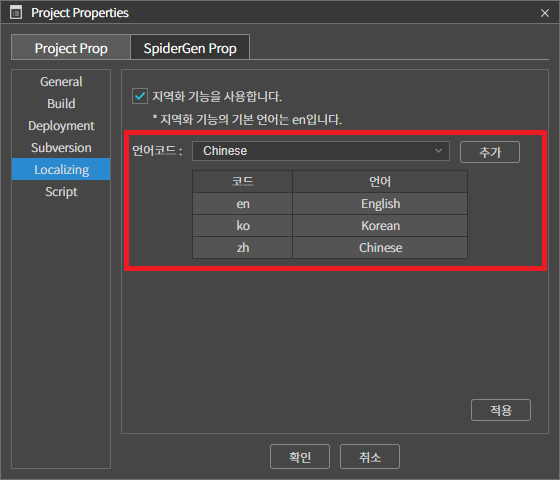 Project Properties
Project Prop SpiderGen Prop
General
Build
Deployment
Subversion
Localizing
Script
지역화 기능을 사용합니다.
* 지역화 기능의 기본 언어는 en입니다.
언어코드 : Chinese 추가
코드 언어
en English
ko Korean
zh Chinese
적용
확인 취소